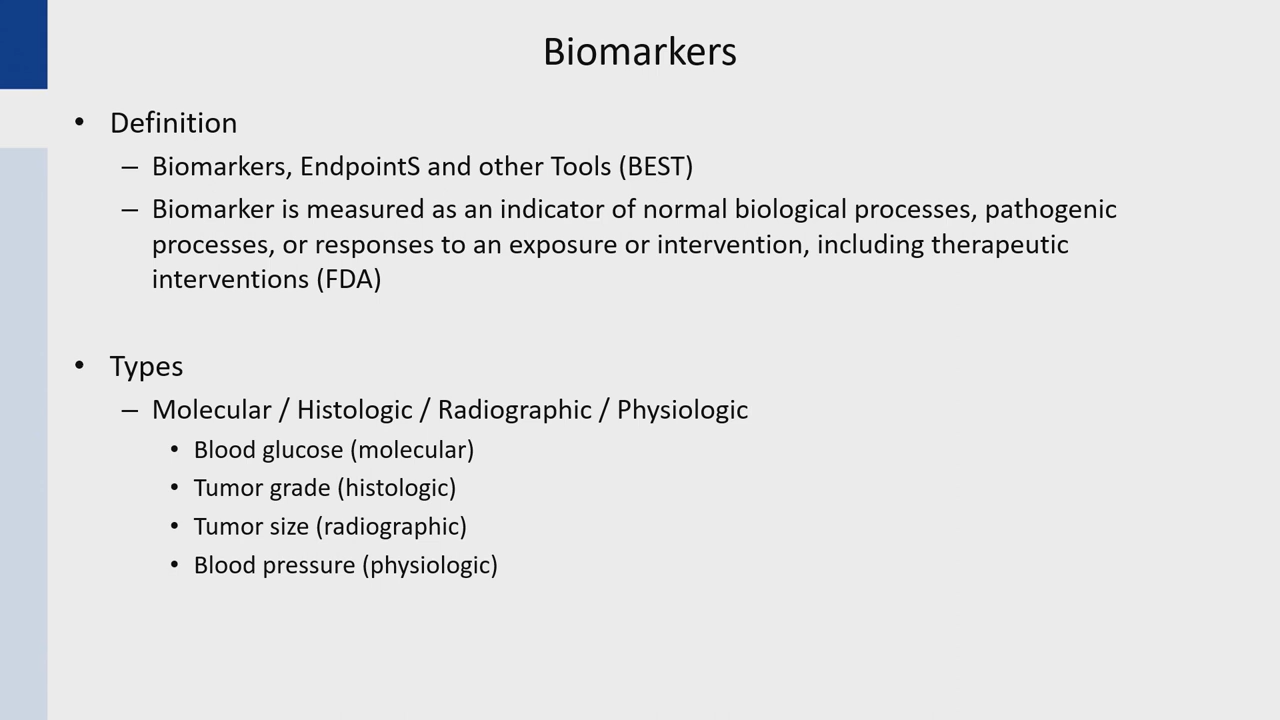 Biomarkers
• Definition
– Biomarkers, EndpointS and other Tools (BEST)
– Biomarker is measured as an indicator of normal biological processes, pathogenic
processes, or responses to an exposure or intervention, including therapeutic
interventions (FDA)
• Types
– Molecular / Histologic / Radiographic / Physiologic
• Blood glucose (molecular)
• Tumor grade (histologic)
• Tumor size (radiographic)
• Blood pressure (physiologic)